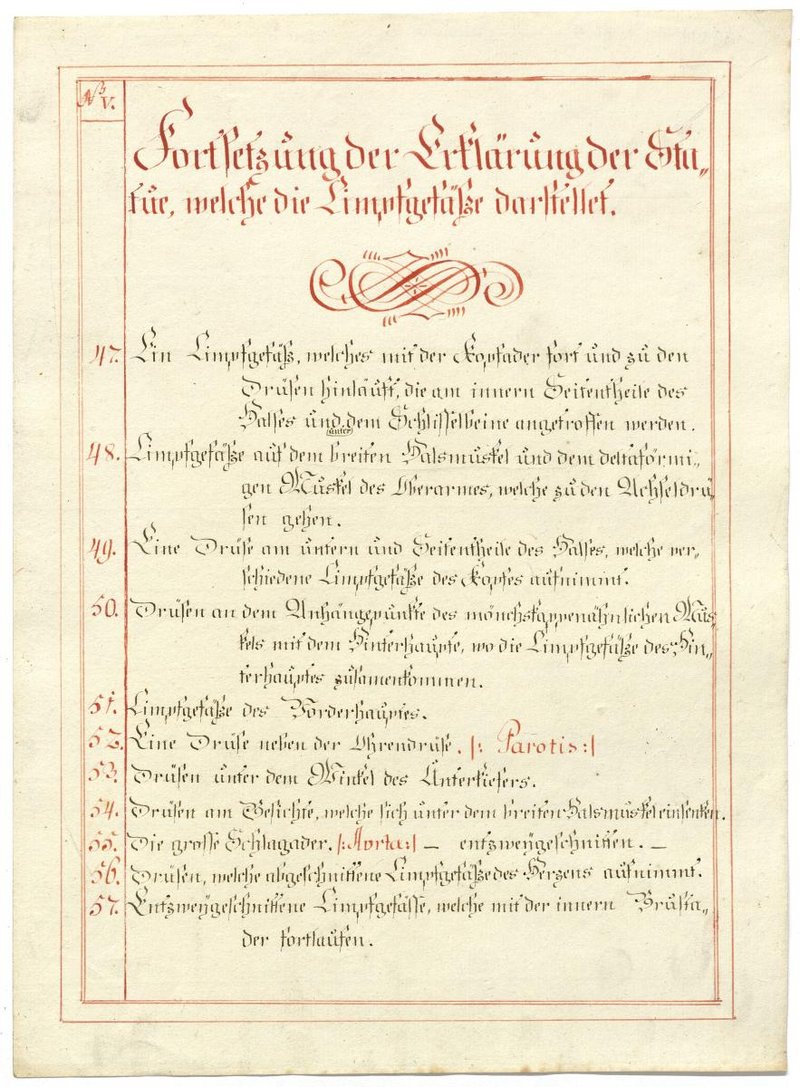 No V.
Fortsetzung der Erklärung der Sta„
tüe, welche die Limpfgefäße darstellet.
47. Ein Limpfgefäß, welches mit der Kopfader fort und zu den
Drüsen hinläuft, die am innern Seitentheile des
Halses und dem Schlisselbeine angetroffen werden.
unter
48. Limpfgefäße auf dem breiten Halsmuskel und dem deltaförmi„
gen Muskel des Oberarmes, welche zu den Achseldrü„
sen gehen.
49. Eine Drüse am untern und Seitentheile des Halses, welche ver„
schiedene Limpfgefäße des Kopfes aufnimmt.
50. Drüsen an dem Anhängepunkte des mönchskappenähnlichen Mus„
kels mit dem Hinterhaupte, wo die Limpfgefäße des Hin„
terhauptes zusamenkommen.
51. Limpfgefäße des Vorderhauptes.
52. Eine Drüse neben der Ohrendrüse. |: Parotis :|
53. Drüsen unter dem Winkel des Unterkiefers.
54. Drüsen am Gesichte, welche sich unter dem breiten Halsmuskel einsenken.
55. Die grosse Schlagader. |: Aorta :| — entzweygeschnitten. —
56. Drüsen, welche abgeschnittene Limpfgefäße des Herzens aufnimmt.
57. Entzweygeschnittene Limpfgefässe, welche mit der innern Brusta„
der fortlaufen.